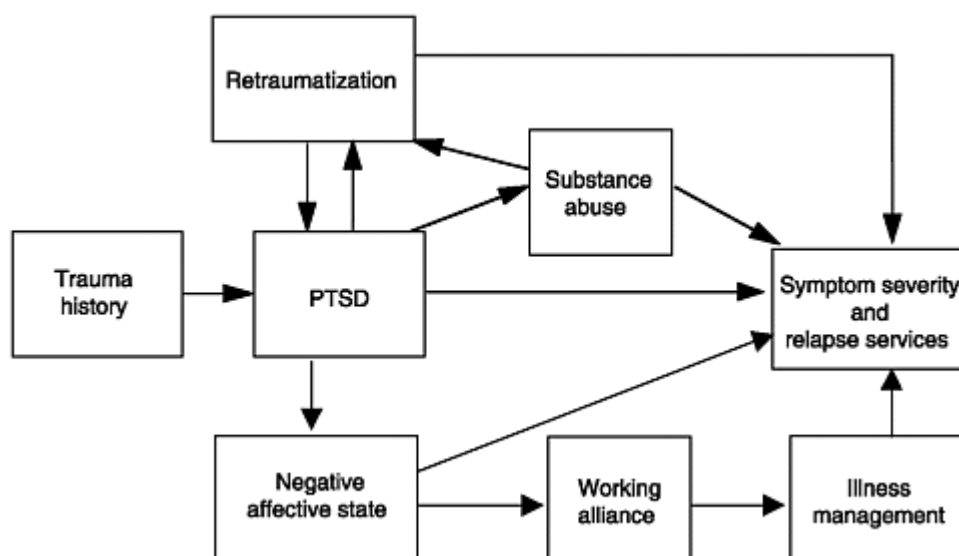 Retraumatization
Substance
abuse
Trauma
history
PTSD
Symptom severity
and
relapse services
Negative
affective state
Working
alliance
Illness
management